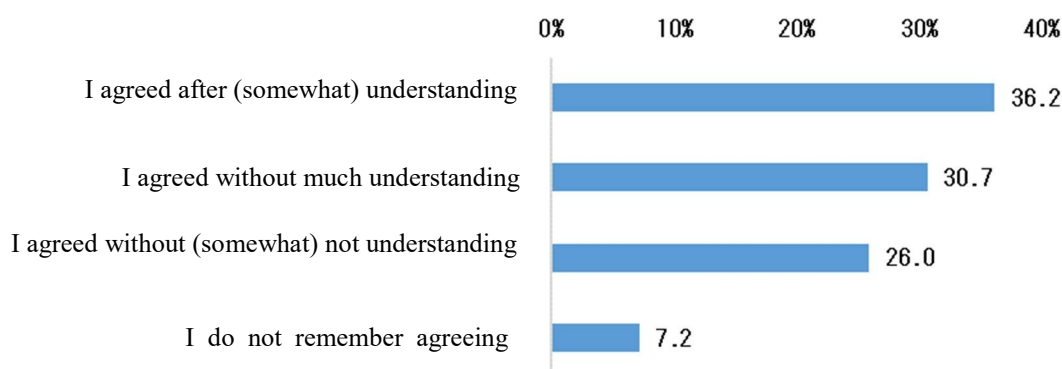 0% 10% 20% 30% 40%
I agreed after (somewhat) understanding 36.2
I agreed without much understanding 30.7
I agreed without (somewhat) not understanding 26.0
I do not remember agreeing 7.2